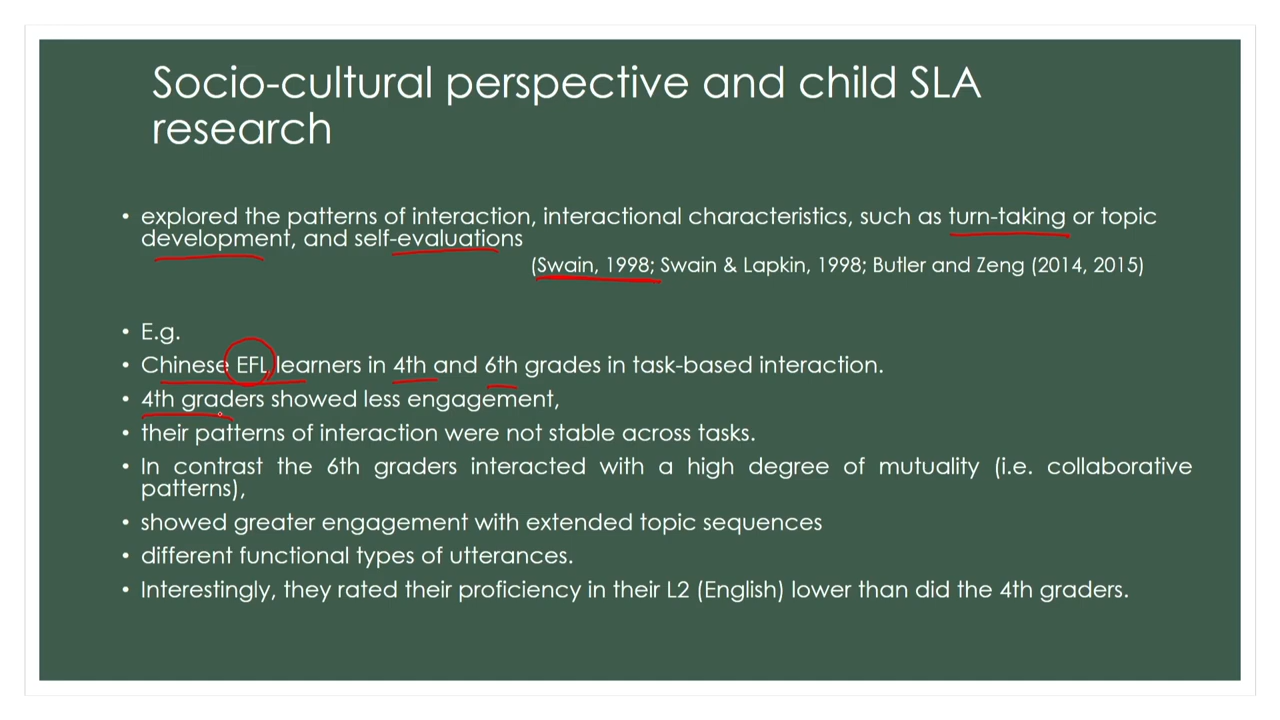 Socio-cultural perspective and child SLA
research
• explored the patterns of interaction, interactional characteristics, such as turn-taking or topic
development, and self-evaluations
(Swain, 1998; Swain & Lapkin, 1998; Butler and Zeng (2014, 2015)
• E.g.
• Chinese EFL learners in 4th and 6th grades in task-based interaction.
• 4th graders showed less engagement,
• their patterns of interaction were not stable across tasks.
• In contrast the 6th graders interacted with a high degree of mutuality (i.e. collaborative
patterns),
• showed greater engagement with extended topic sequences
• different functional types of utterances.
• Interestingly, they rated their proficiency in their L2 (English) lower than did the 4th graders.